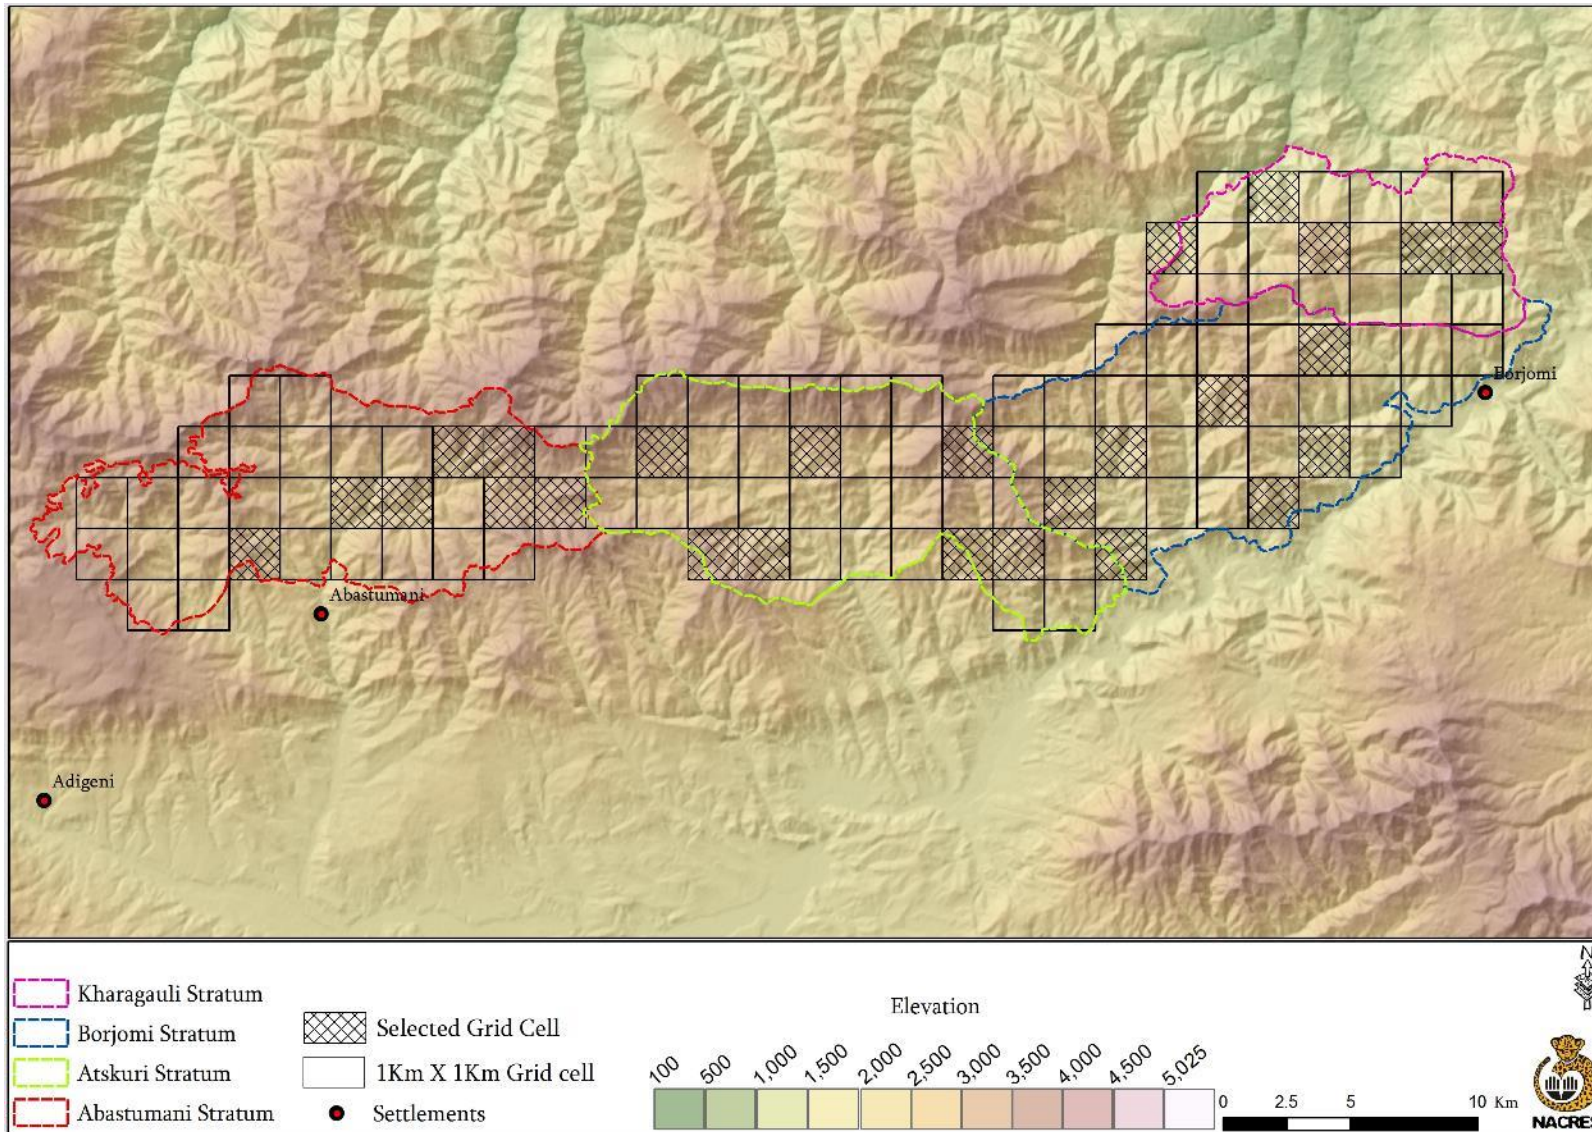 Borjomi
Abastumani
Adigeni
N
Kharagauli Stratum
Borjomi Stratum
Atskuri Stratum
Abastumani Stratum
Selected Grid Cell
1Km X 1Km Grid cell
Settlements
Elevation
100 500 1,000 1,500 2,000 2,500 3,000 3,500 4,000 4,500 5,025
0 2.5 5 10 Km
NACRES